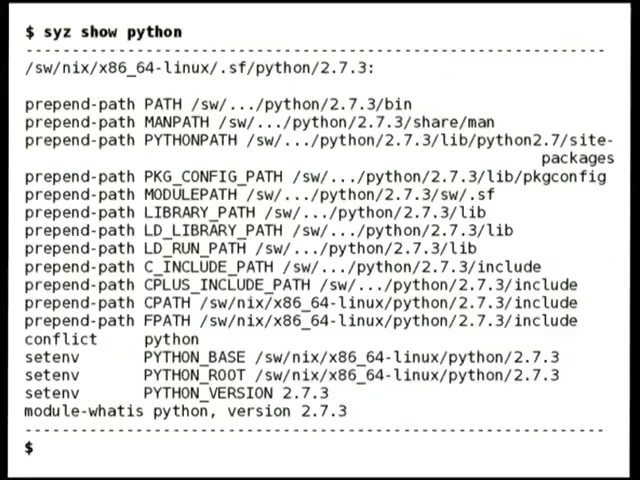 $ syz show python
----------------------------------------------------------------
/sw/nix/x86_64-linux/.sf/python/2.7.3:
prepend-path PATH /sw/.../python/2.7.3/bin
prepend-path MANPATH /sw/.../python/2.7.3/share/man
prepend-path PYTHONPATH /sw/.../python/2.7.3/lib/python2.7/site-
packages
prepend-path PKG_CONFIG_PATH /sw/.../python/2.7.3/lib/pkgconfig
prepend-path MODULEPATH /sw/.../python/2.7.3/sw/.sf
prepend-path LIBRARY_PATH /sw/.../python/2.7.3/lib
prepend-path LD_LIBRARY_PATH /sw/.../python/2.7.3/lib
prepend-path LD_RUN_PATH /sw/.../python/2.7.3/lib
prepend-path C_INCLUDE_PATH /sw/.../python/2.7.3/include
prepend-path CPLUS_INCLUDE_PATH /sw/.../python/2.7.3/include
prepend-path CPATH /sw/nix/x86_64-linux/python/2.7.3/include
prepend-path FPATH /sw/nix/x86_64-linux/python/2.7.3/include
conflict     python
setenv       PYTHON_BASE /sw/nix/x86_64-linux/python/2.7.3
setenv       PYTHON_ROOT /sw/nix/x86_64-linux/python/2.7.3
setenv       PYTHON_VERSION 2.7.3
module-whatis python, version 2.7.3
----------------------------------------------------------------
$